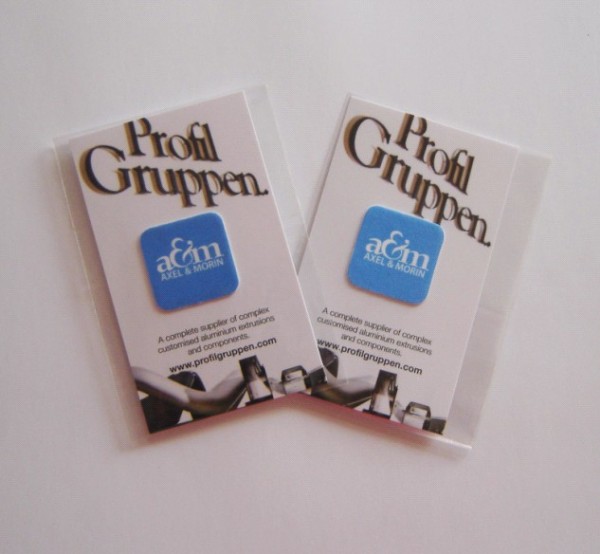 Profil
Gruppen.
a&m
AXEL & MORIN
A complete supplier of complex
customised aluminium extrusions
and components.
www.profilgruppen.com
Profil
Gruppen.
a&m
AXEL & MORIN
A complete supplier of complex
customised aluminium extrusions
and components.
www.profilgruppen.com